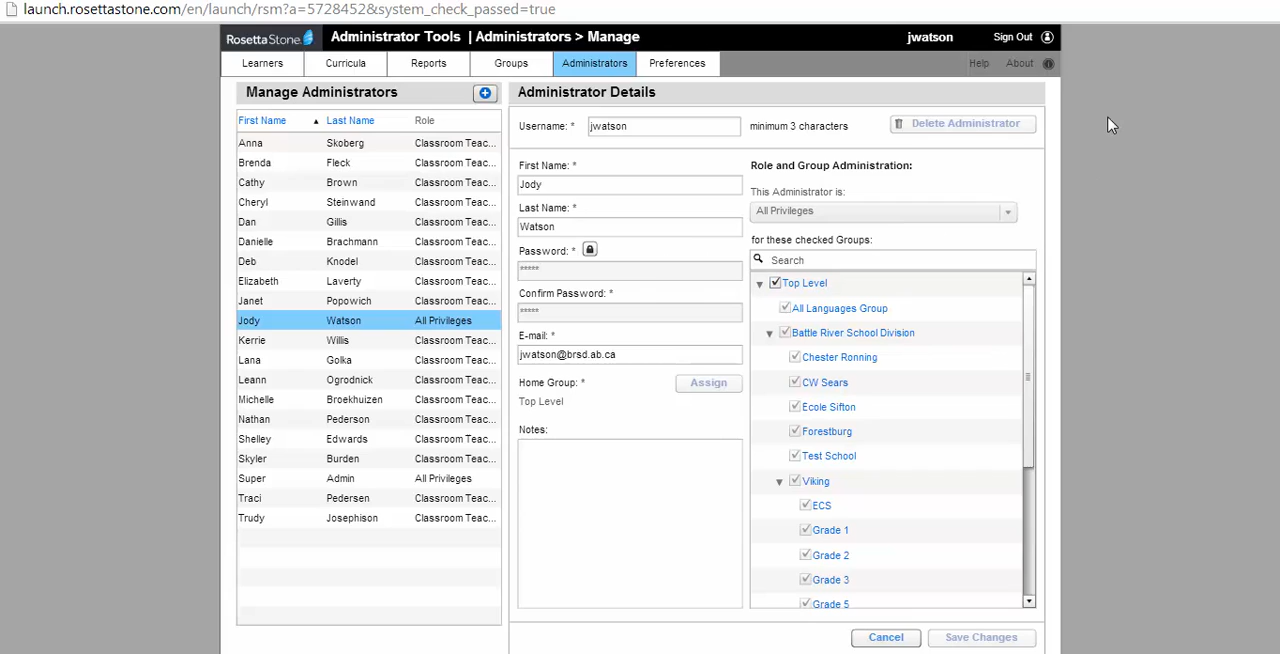 launch.rosettastone.com/en/launch/rsm?a=5728452&system_check_passed=true
RosettaStone Administrator Tools | Administrators > Manage jwatson Sign Out
Learners Curricula Reports Groups Administrators Preferences Help About
Manage Administrators
First Name Last Name Role
Anna Skoberg Classroom Teac...
Brenda Fleck Classroom Teac...
Cathy Brown Classroom Teac...
Cheryl Steinwand Classroom Teac...
Dan Gillis Classroom Teac...
Danielle Brachmann Classroom Teac...
Deb Knodel Classroom Teac...
Elizabeth Laverty Classroom Teac...
Janet Popowich Classroom Teac...
Jody Watson All Privileges
Kerrie Willis Classroom Teac...
Lana Golka Classroom Teac...
Leann Ogrodnick Classroom Teac...
Michelle Broekhuizen Classroom Teac...
Nathan Pederson Classroom Teac...
Shelley Edwards Classroom Teac...
Skyler Burden Classroom Teac...
Super Admin All Privileges
Traci Pedersen Classroom Teac...
Trudy Josephison Classroom Teac...
Administrator Details
Username: * jwatson minimum 3 characters Delete Administrator
First Name: *
Jody
Last Name: *
Watson
Password: *
*****
Confirm Password: *
*****
E-mail: *
jwatson@brsd.ab.ca
Home Group: * Assign
Top Level
Notes:
Role and Group Administration:
This Administrator is:
All Privileges
for these checked Groups:
Search
Top Level
All Languages Group
Battle River School Division
Chester Ronning
CW Sears
Ecole Sifton
Forestburg
Test School
Viking
ECS
Grade 1
Grade 2
Grade 3
Grade 5
Cancel Save Changes